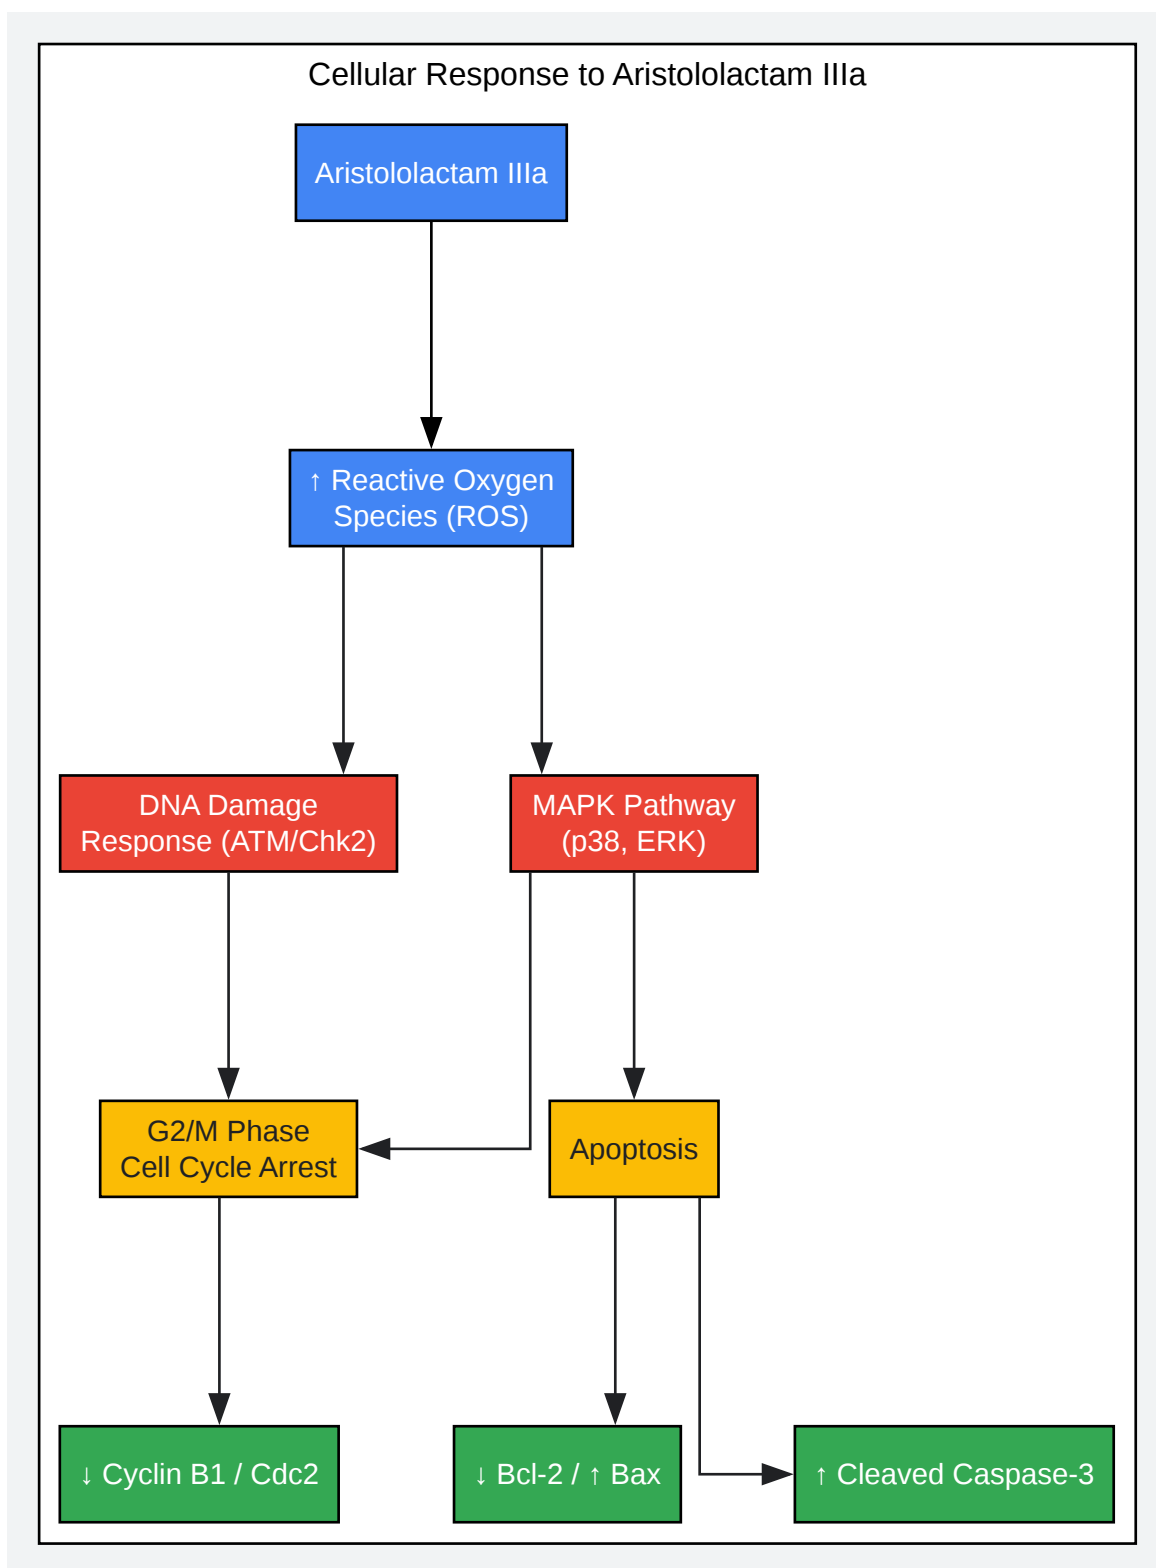 Cellular Response to Aristololactam IIIa
Aristololactam IIIa
↑ Reactive Oxygen
Species (ROS)
DNA Damage
Response (ATM/Chk2)
MAPK Pathway
(p38, ERK)
G2/M Phase
Cell Cycle Arrest
Apoptosis
↓ Cyclin B1 / Cdc2
↓ Bcl-2 / ↑ Bax
↑ Cleaved Caspase-3